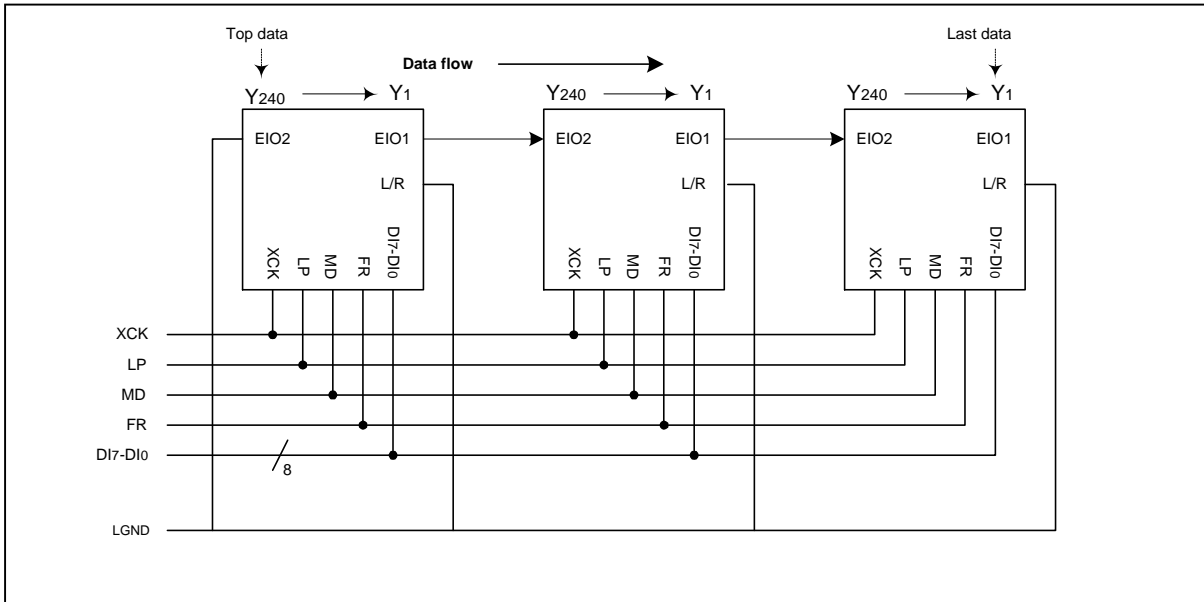 Top data
Last data
Data flow
Y240 Y1 Y240 Y1 Y240 Y1
EIO2 EIO1 EIO2 EIO1 EIO2 EIO1
L/R L/R L/R
XCK LP MD FR DI7-DI0 XCK LP MD FR DI7-DI0 XCK LP MD FR DI7-DI0
XCK
LP
MD
FR
DI7-DI0
8
LGND